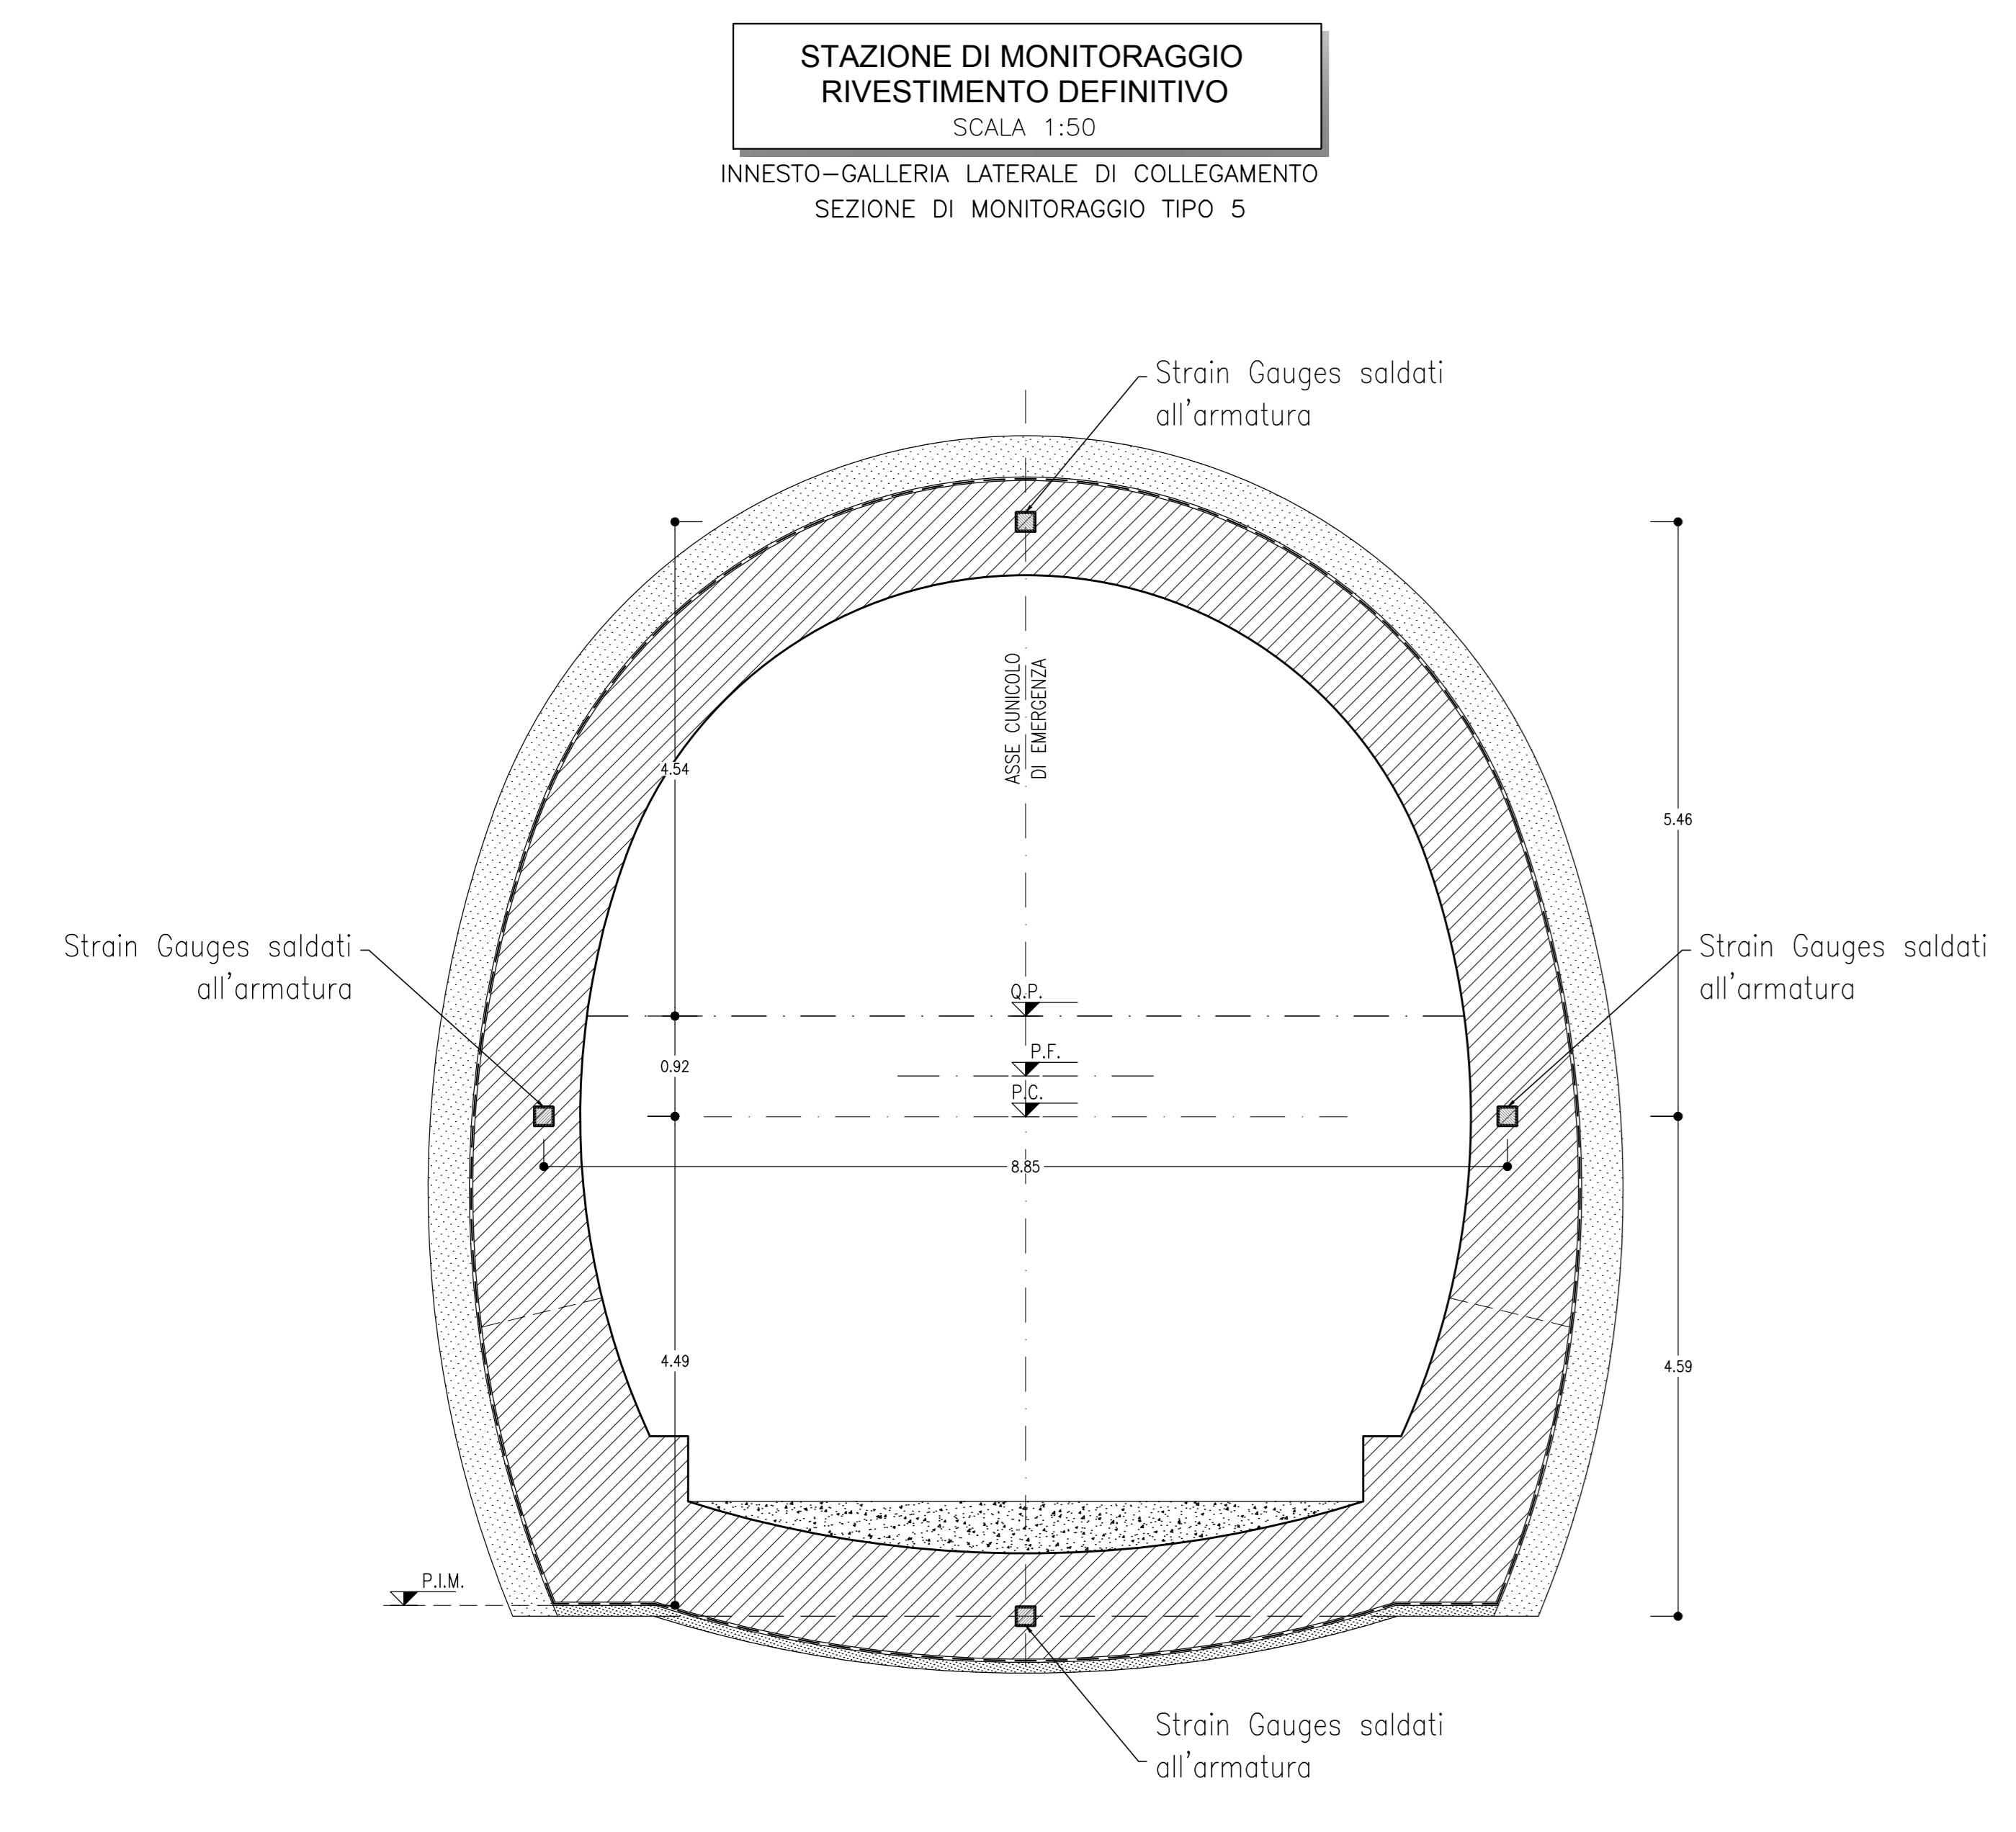 STAZIONE DI MONITORAGGIO
RIVESTIMENTO DEFINITIVO
SCALA 1:50
INNESTO-GALLERIA LATERALE DI COLLEGAMENTO
SEZIONE DI MONITORAGGIO TIPO 5
Strain Gauges saldati
all'armatura
ASSE CUNICOLO
DI EMERGENZA
4.54
5.46
Strain Gauges saldati
all'armatura
Strain Gauges saldati
all'armatura
Q.P.
P.F.
0.92
P.C.
8.85
4.49
4.59
P.I.M.
Strain Gauges saldati
all'armatura